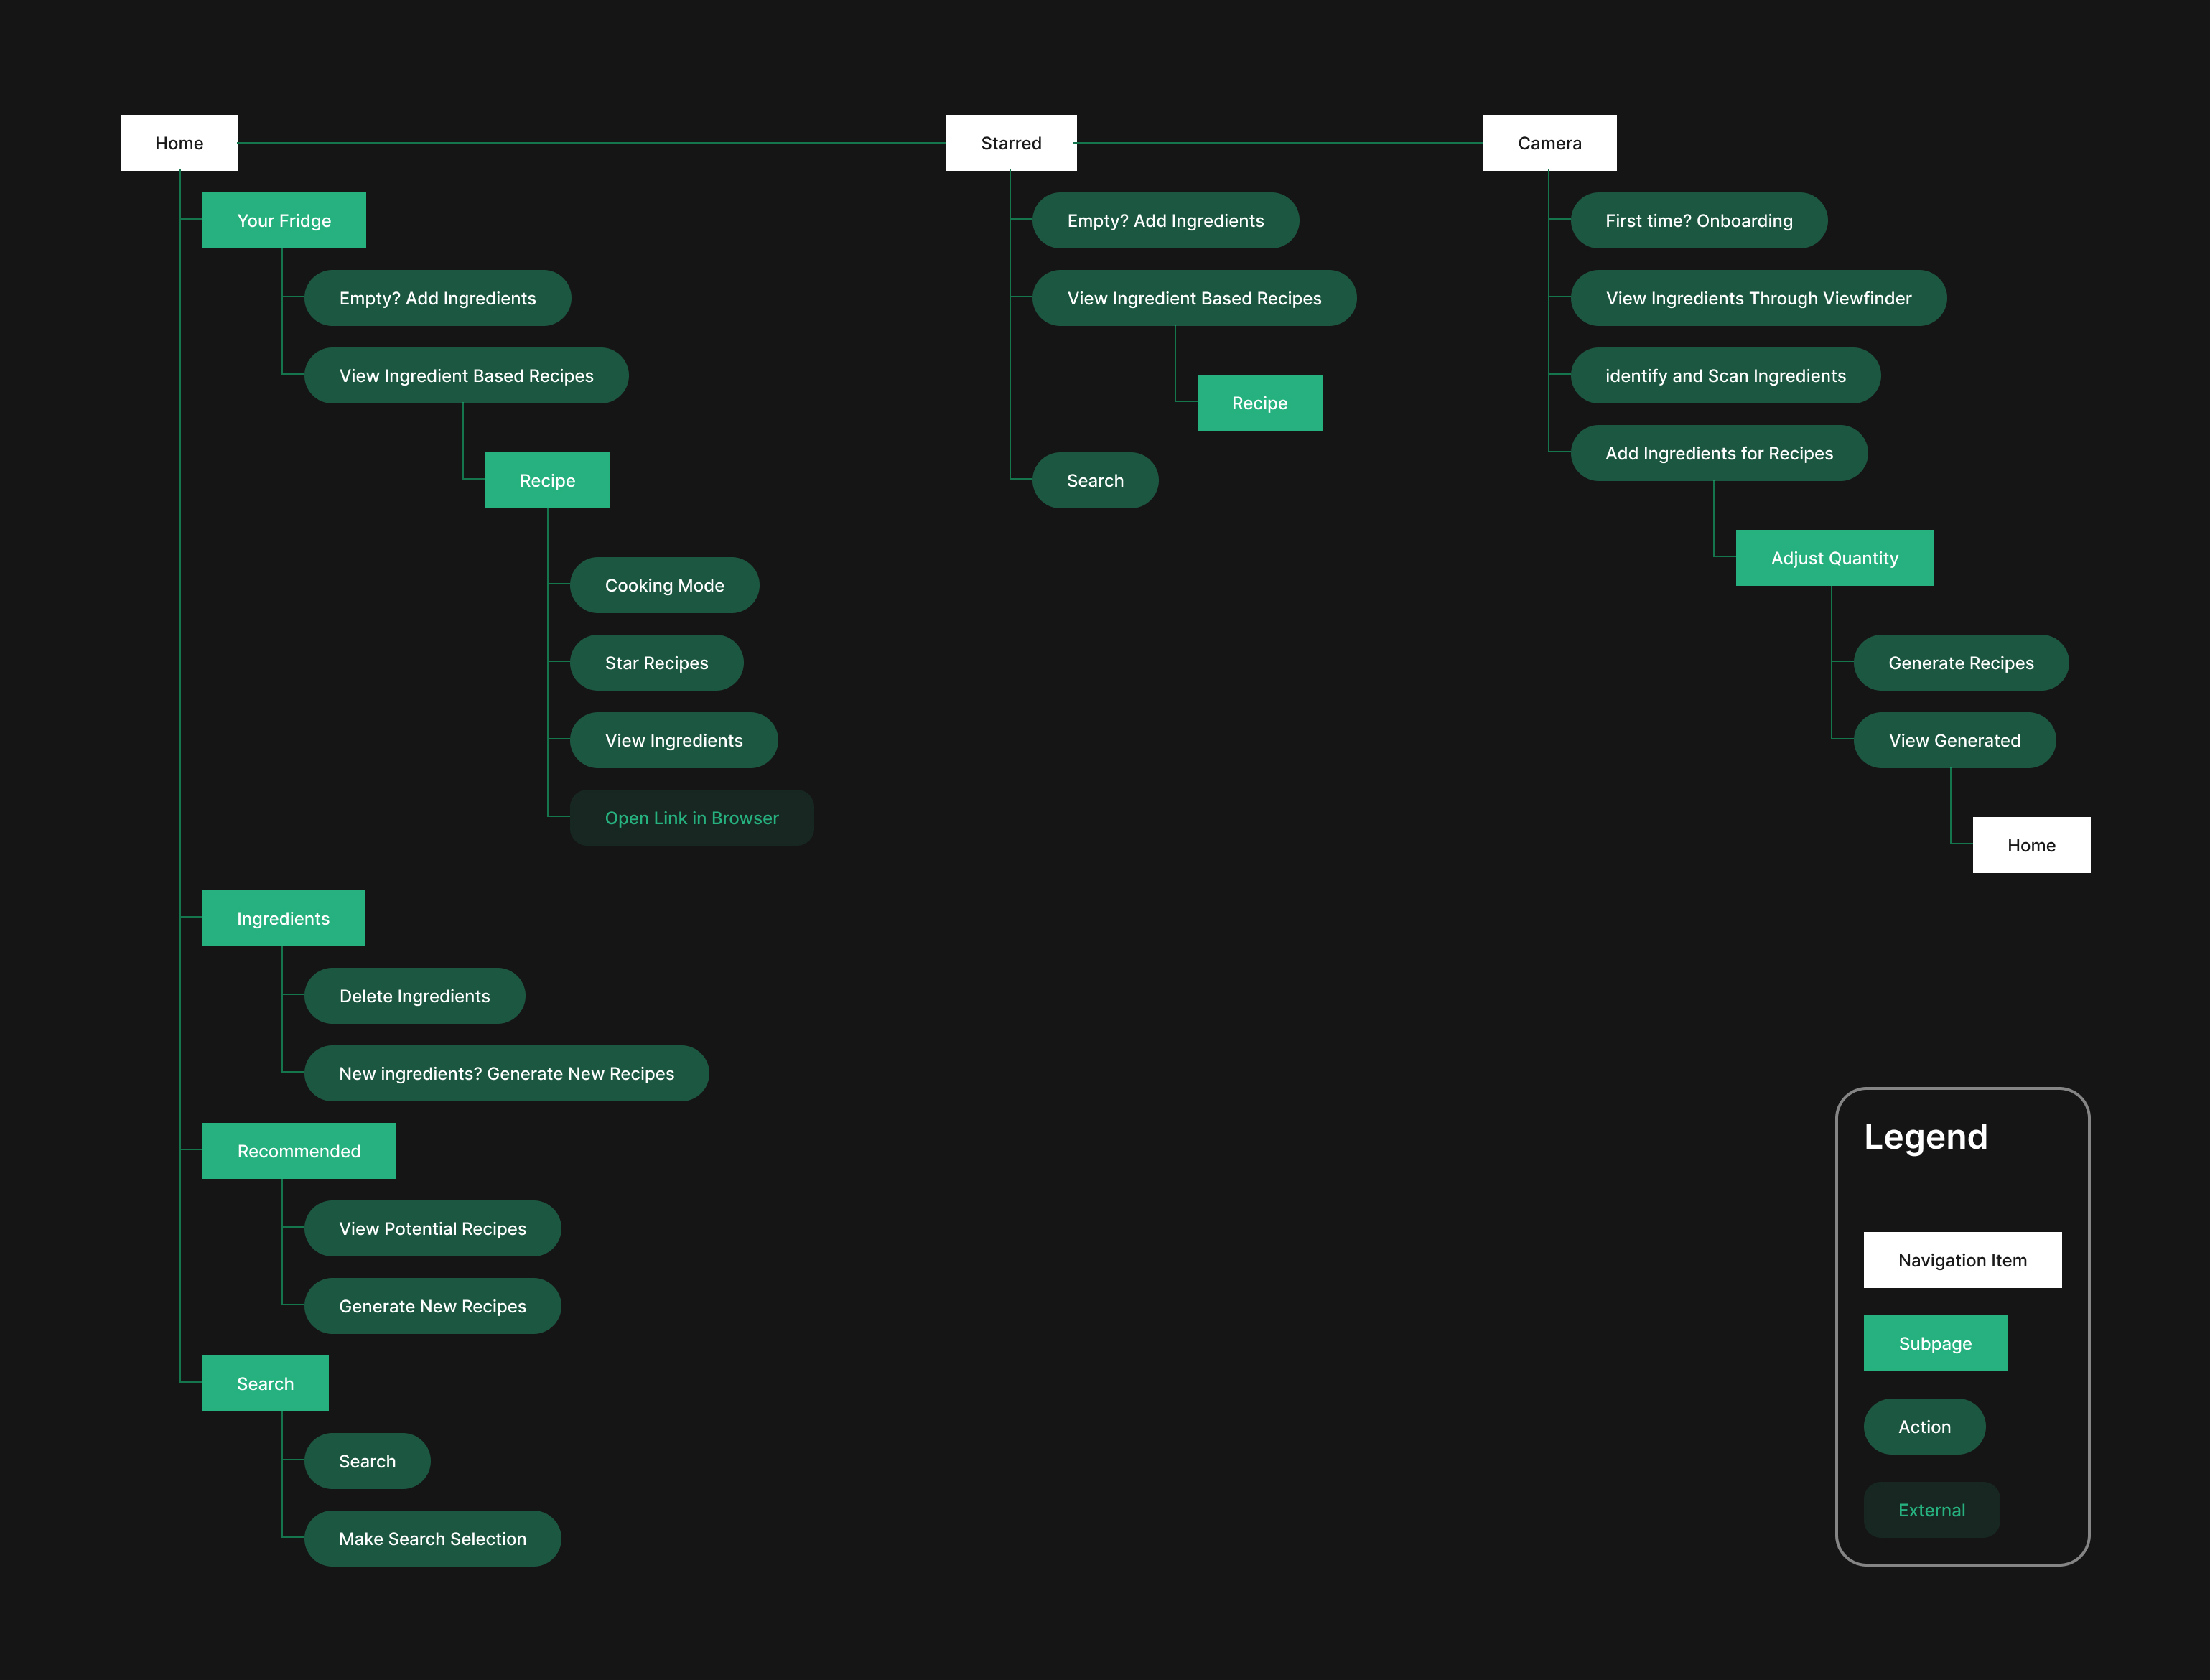 Home
Your Fridge
Empty? Add Ingredients
View Ingredient Based Recipes
Recipe
Cooking Mode
Star Recipes
View Ingredients
Open Link in Browser
Ingredients
Delete Ingredients
New ingredients? Generate New Recipes
Recommended
View Potential Recipes
Generate New Recipes
Search
Search
Make Search Selection
Starred
Empty? Add Ingredients
View Ingredient Based Recipes
Recipe
Search
Camera
First time? Onboarding
View Ingredients Through Viewfinder
identify and Scan Ingredients
Add Ingredients for Recipes
Adjust Quantity
Generate Recipes
View Generated
Home
Legend
Navigation Item
Subpage
Action
External